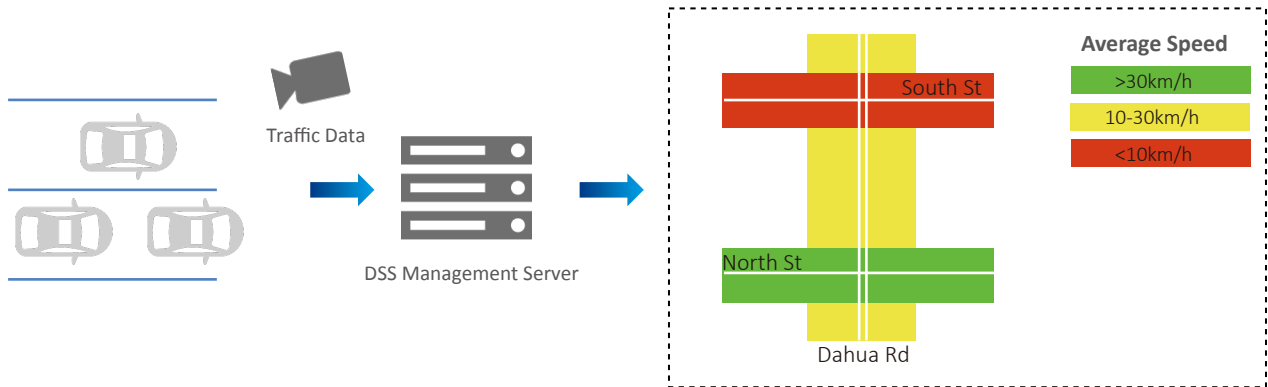 Traffic Data
DSS Management Server
South St
North St
Dahua Rd
Average Speed
>30km/h
10-30km/h
<10km/h